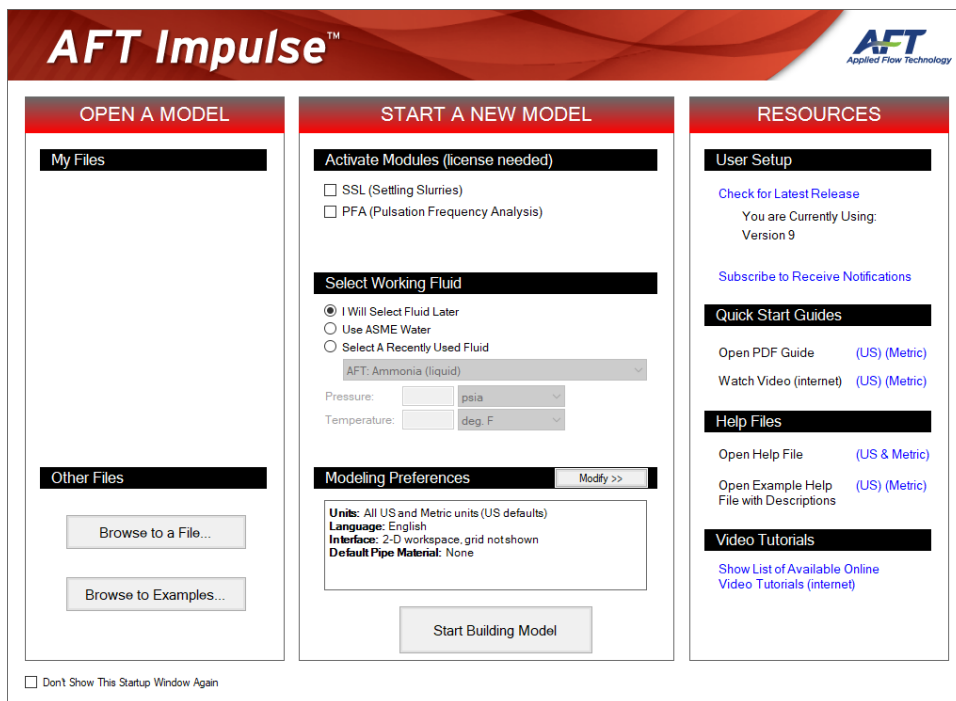 AFT Impulse™
AFT
Applied Flow Technology
OPEN A MODEL
My Files
Other Files
Browse to a File...
Browse to Examples...
START A NEW MODEL
Activate Modules (license needed)
SSL (Settling Slurries)
PFA (Pulsation Frequency Analysis)
Select Working Fluid
I Will Select Fluid Later
Use ASME Water
Select A Recently Used Fluid
AFT: Ammonia (liquid)
Pressure: psia
Temperature: deg. F
Modeling Preferences Modify >>
Units: All US and Metric units (US defaults)
Language: English
Interface: 2-D workspace, grid not shown
Default Pipe Material: None
Start Building Model
RESOURCES
User Setup
Check for Latest Release
You are Currently Using:
Version 9
Subscribe to Receive Notifications
Quick Start Guides
Open PDF Guide (US) (Metric)
Watch Video (internet) (US) (Metric)
Help Files
Open Help File (US & Metric)
Open Example Help (US) (Metric)
File with Descriptions
Video Tutorials
Show List of Available Online
Video Tutorials (internet)
Don't Show This Startup Window Again